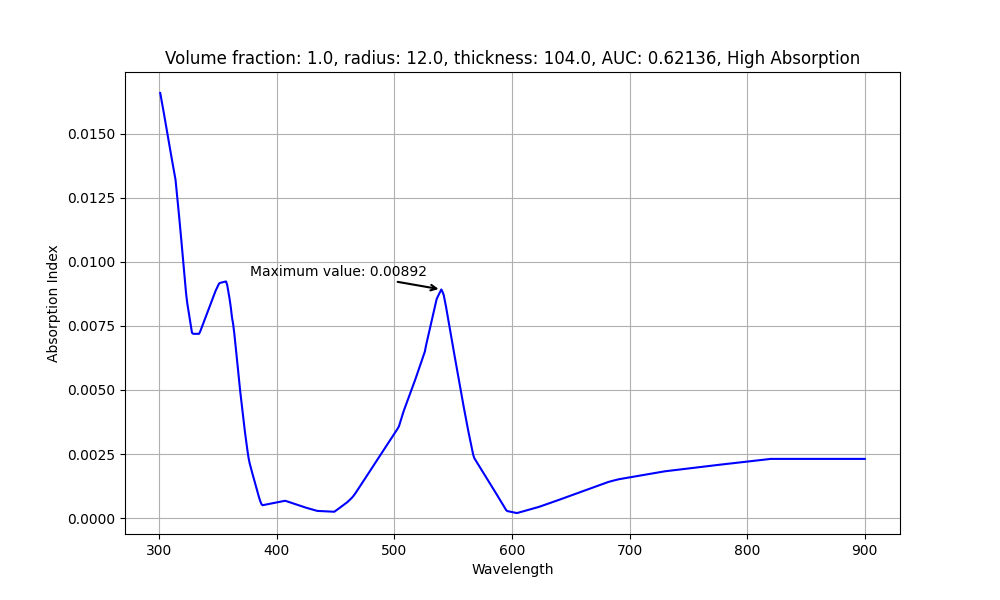 Volume fraction: 1.0, radius: 12.0, thickness: 104.0, AUC: 0.62136, High Absorption
Absorption Index
0.0150
0.0125
0.0100
0.0075
0.0050
0.0025
0.0000
Maximum value: 0.00892
300 400 500 600 700 800 900
Wavelength